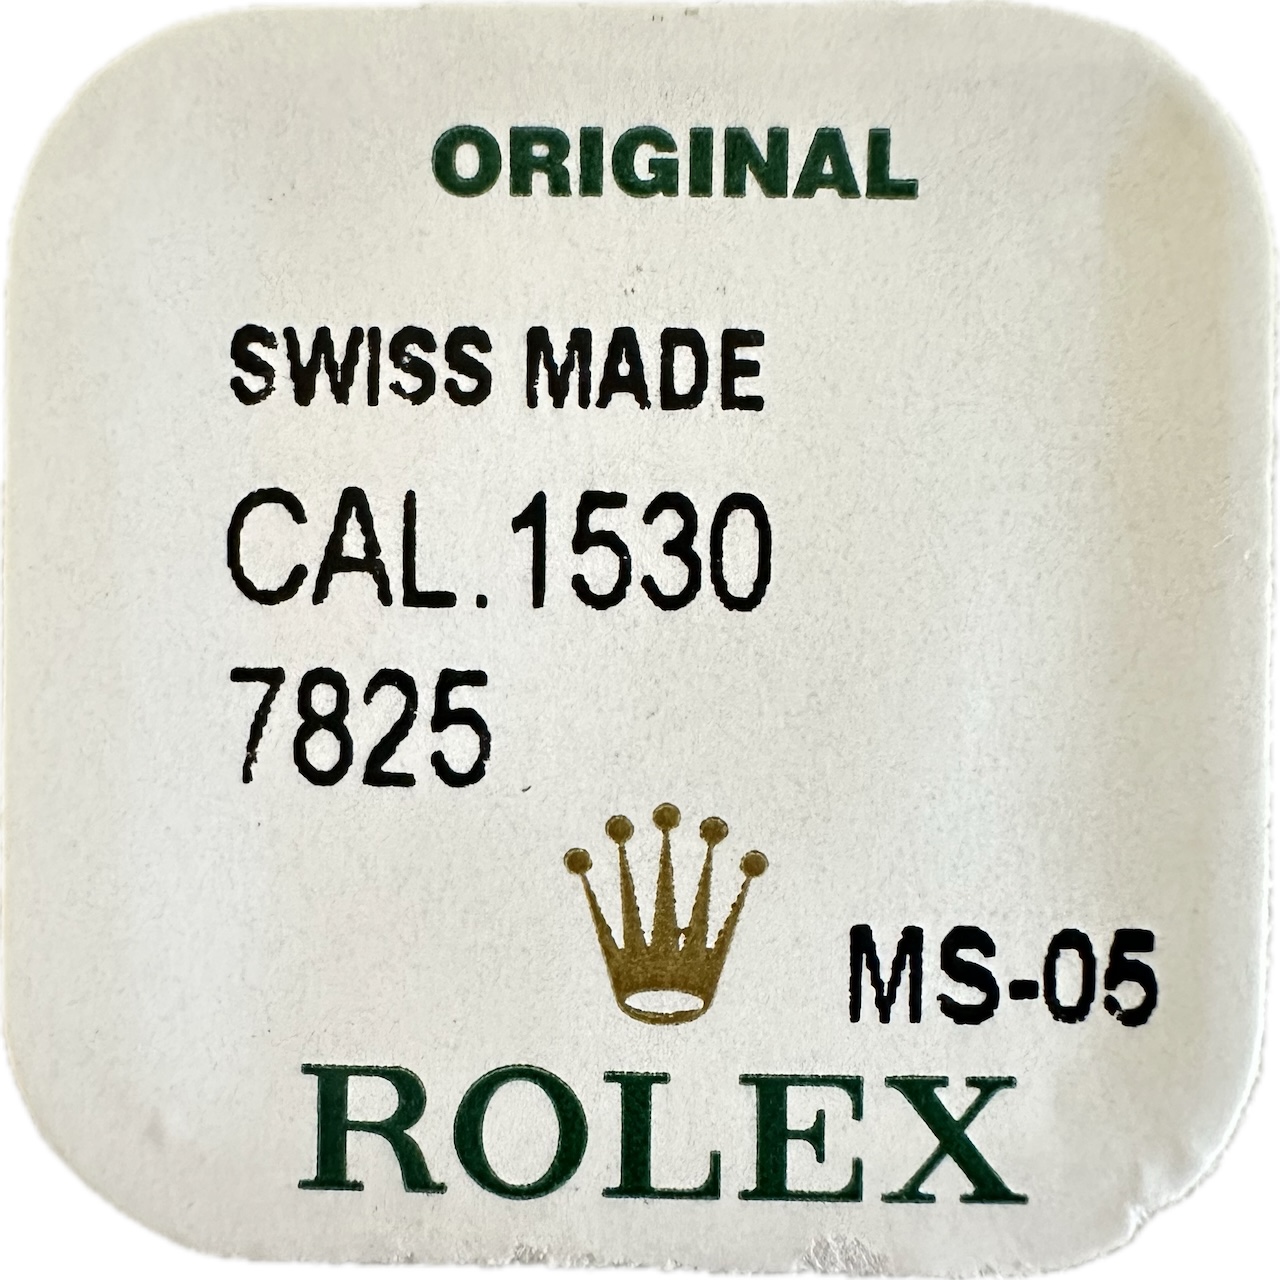 ORIGINAL
SWISS MADE
CAL. 1530
7825
MS-05
ROLEX